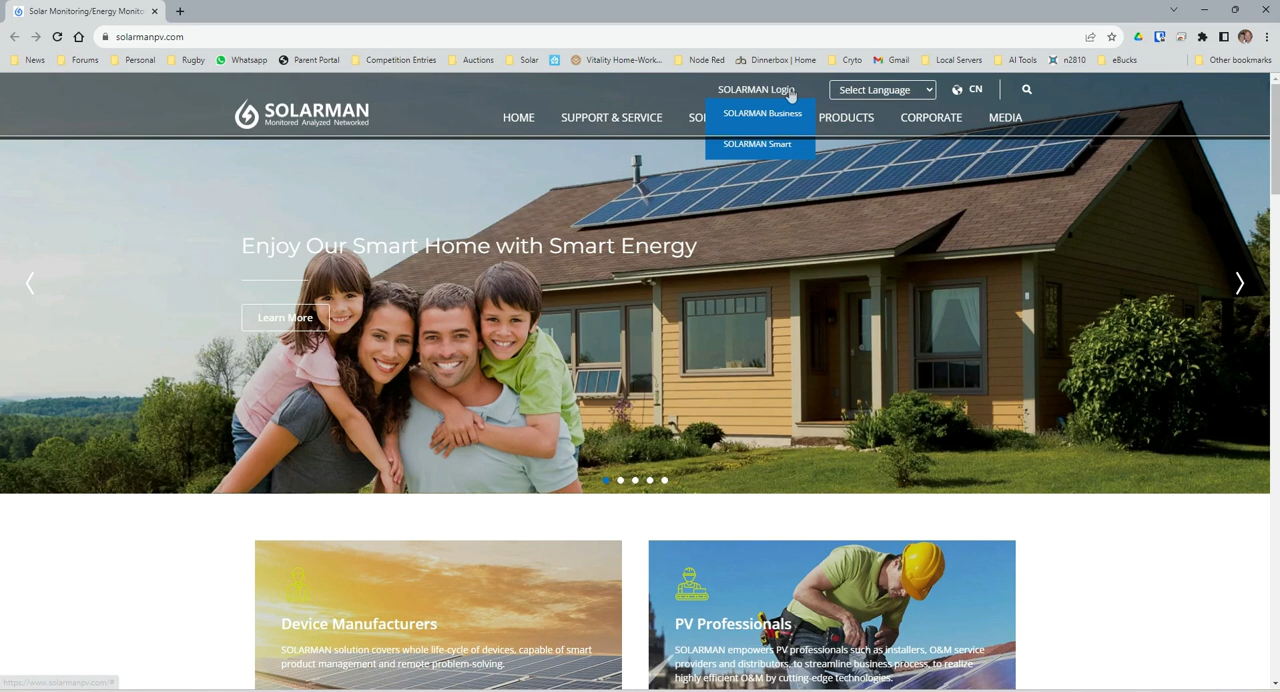 Solar Monitoring/Energy Monito
solarmanpv.com
News Forums Personal Rugby Whatsapp Parent Portal Competition Entries Auctions Solar Vitality Home-Work... Node Red Dinnerbox | Home Cryto Gmail Local Servers AI Tools n2810 eBucks Other bookmarks
SOLARMAN Login Select Language CN
SOLARMAN
Monitored Analyzed Networked
HOME SUPPORT & SERVICE SO PRODUCTS CORPORATE MEDIA
SOLARMAN Business
SOLARMAN Smart
Enjoy Our Smart Home with Smart Energy
Learn More
Device Manufacturers
SOLARMAN solution covers whole life-cycle of devices, capable of smart
product management and remote problem-solving.
PV Professionals
SOLARMAN empowers PV professionals such as installers, O&M service
providers and distributors, to streamline business process, to realize
highly efficient O&M by cutting-edge technologies.
https://www.solarmanpv.com/#